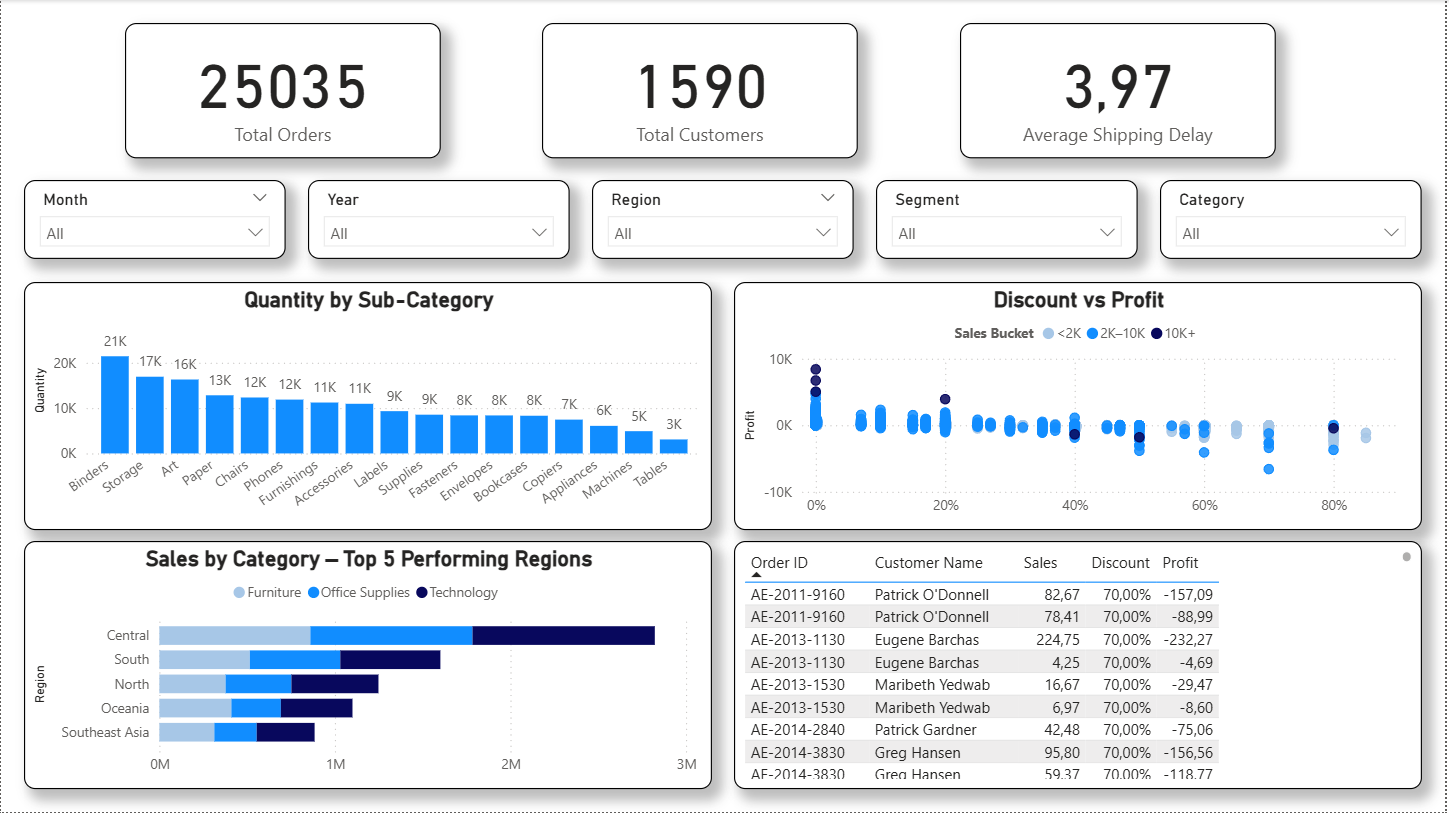 25035
Total Orders
1590
Total Customers
3,97
Average Shipping Delay
Month
All
Year
All
Region
All
Segment
All
Category
All
Quantity by Sub-Category
Quantity
20K
10K
0K
21K 17K 16K 13K 12K 12K 11K 11K 9K 9K 8K 8K 8K 7K 6K 5K 3K
Binders Storage Art Paper Chairs Phones Furnishings Accessories Labels Supplies Fasteners Envelopes Bookcases Copiers Appliances Machines Tables
Discount vs Profit
Sales Bucket <2K 2K–10K 10K+
Profit
10K
0K
-10K
0% 20% 40% 60% 80%
Sales by Category – Top 5 Performing Regions
Furniture Office Supplies Technology
Region
Central
South
North
Oceania
Southeast Asia
0M 1M 2M 3M
Order ID Customer Name Sales Discount Profit
AE-2011-9160 Patrick O'Donnell 82,67 70,00% -157,09
AE-2011-9160 Patrick O'Donnell 78,41 70,00% -88,99
AE-2013-1130 Eugene Barchas 224,75 70,00% -232,27
AE-2013-1130 Eugene Barchas 4,25 70,00% -4,69
AE-2013-1530 Maribeth Yedwab 16,67 70,00% -29,47
AE-2013-1530 Maribeth Yedwab 6,97 70,00% -8,60
AE-2014-2840 Patrick Gardner 42,48 70,00% -75,06
AE-2014-3830 Greg Hansen 95,80 70,00% -156,56
AE-2014-3830 Greg Hansen 59,37 70,00% -118,77